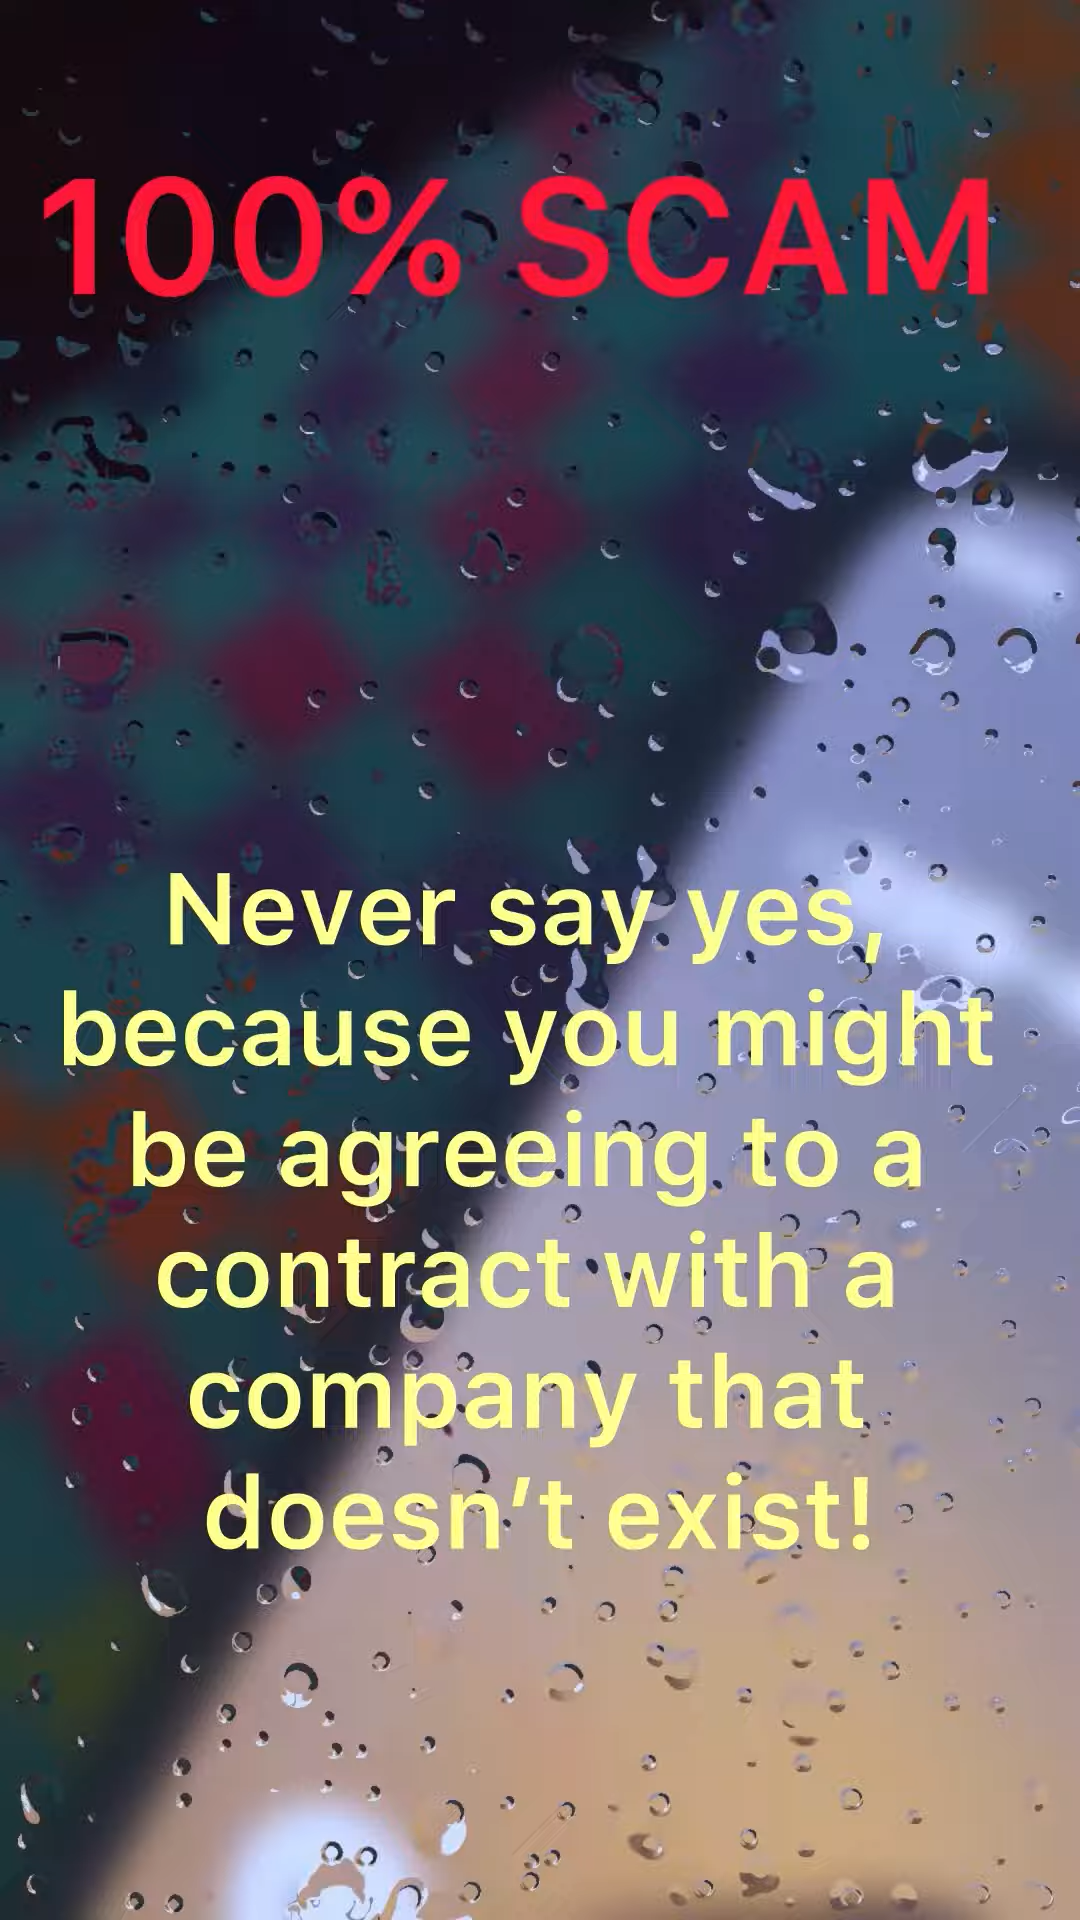 100% SCAM
Never say yes,
because you might
be agreeing to a
contract with a
company that
doesn’t exist!